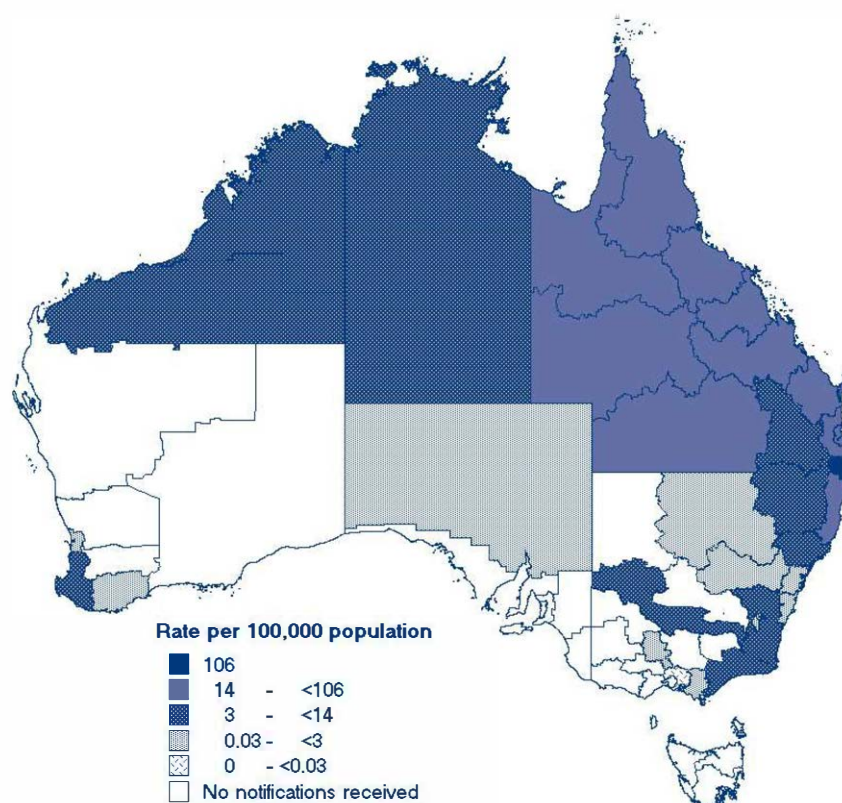 Rate per 100,000 population
106
14 - <106
3 - <14
0.03 - <3
0 - <0.03
No notifications received